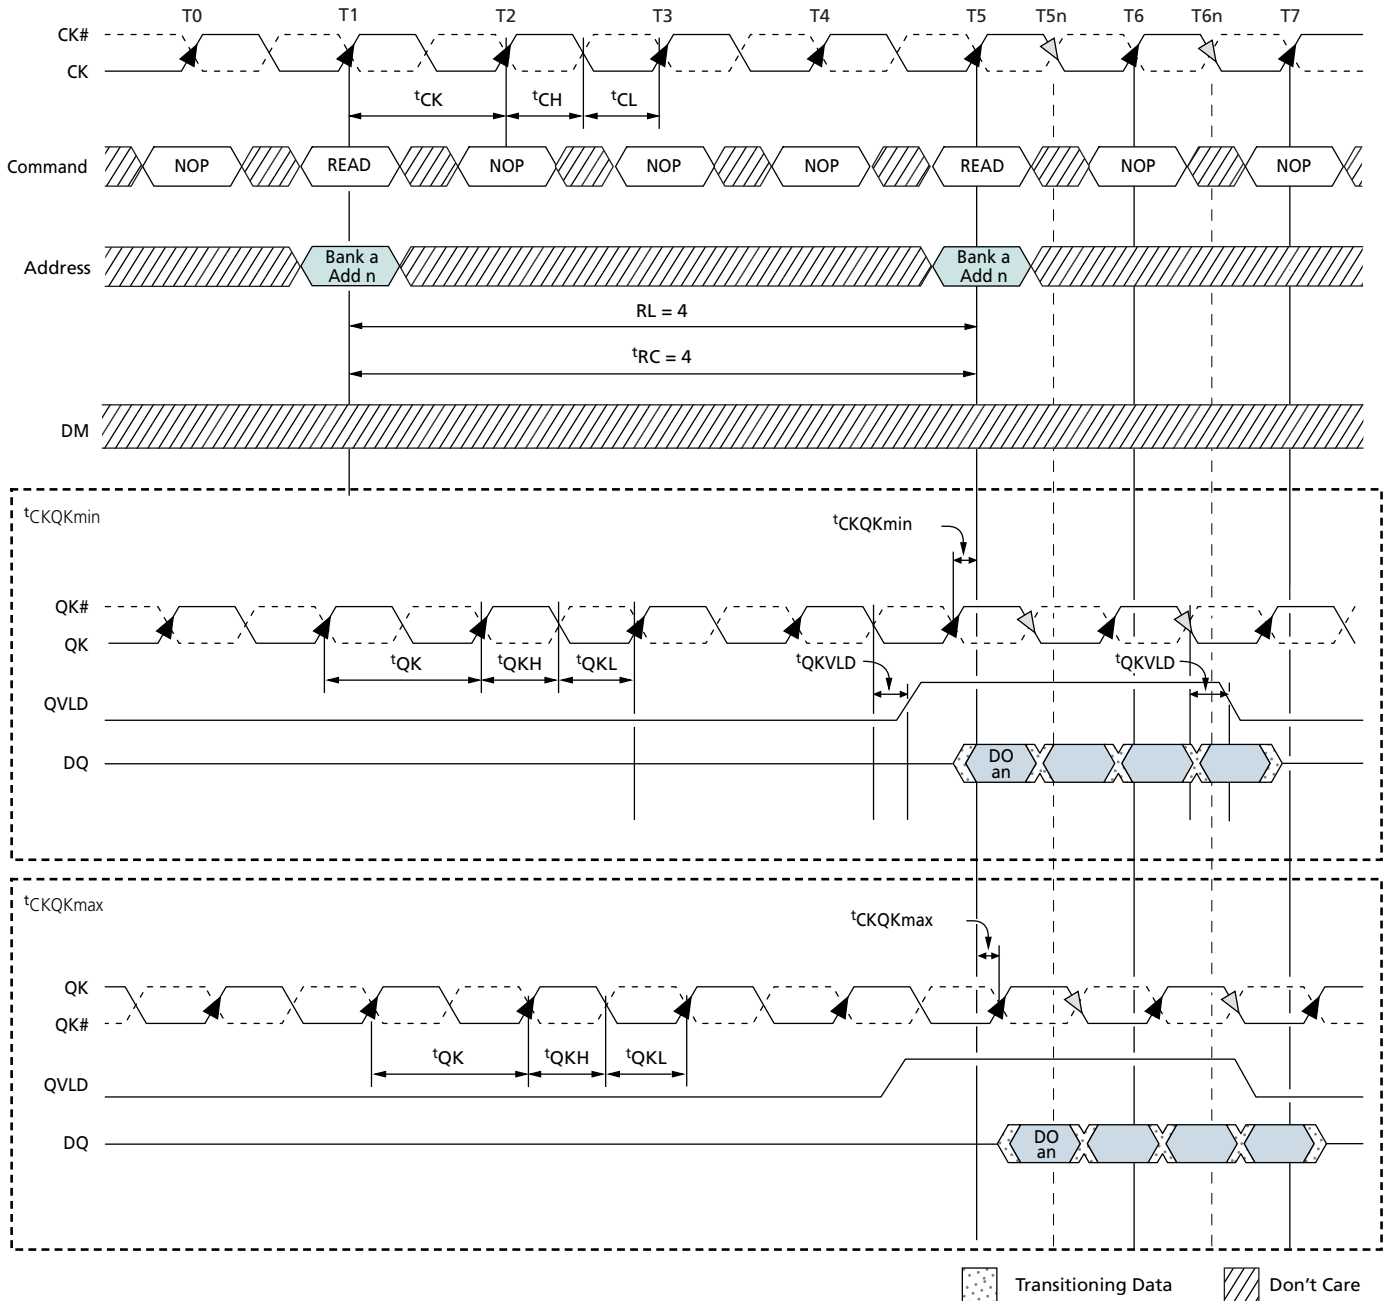 T0 T1 T2 T3 T4 T5 T5n T6 T6n T7
CK#
CK
tCK tCH tCL
Command NOP READ NOP NOP NOP READ NOP NOP
Address Bank a Bank a
Add n Add n
RL = 4
tRC = 4
DM
tCKQKmin
tCKQKmin
QK#
QK
tQK tQKH tQKL tQKVLD tQKVLD
QVLD
DQ DO
an
tCKQKmax
tCKQKmax
QK
QK#
tQK tQKH tQKL
QVLD
DQ DO
an
Transitioning Data Don't Care